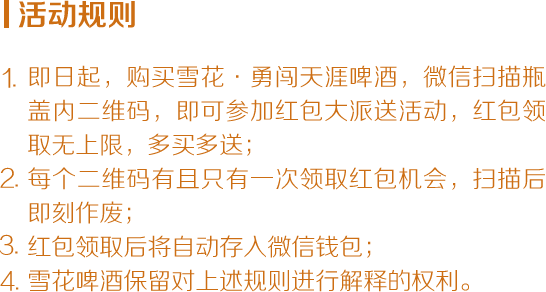 活动规则
1. 即日起，购买雪花·勇闯天涯啤酒，微信扫描瓶
盖内二维码，即可参加红包大派送活动，红包领
取无上限，多买多送；
2. 每个二维码有且只有一次领取红包机会，扫描后
即刻作废；
3. 红包领取后将自动存入微信钱包；
4. 雪花啤酒保留对上述规则进行解释的权利。